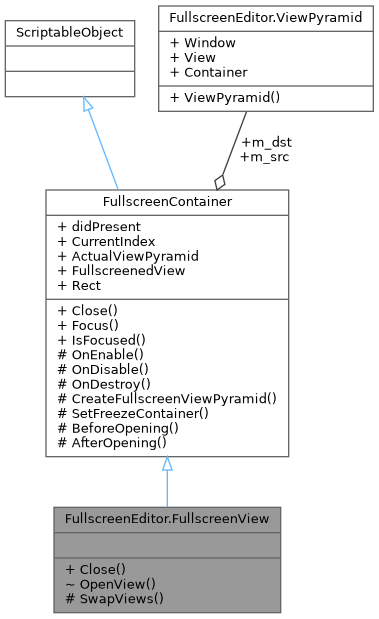 ScriptableObject
FullscreenEditor.ViewPyramid
+ Window
+ View
+ Container
+ ViewPyramid()
+m_dst
+m_src
FullscreenContainer
+ didPresent
+ CurrentIndex
+ ActualViewPyramid
+ FullscreenedView
+ Rect
+ Close()
+ Focus()
+ IsFocused()
# OnEnable()
# OnDisable()
# OnDestroy()
# CreateFullscreenViewPyramid()
# SetFreezeContainer()
# BeforeOpening()
# AfterOpening()
FullscreenEditor.FullscreenView
+ Close()
~ OpenView()
# SwapViews()